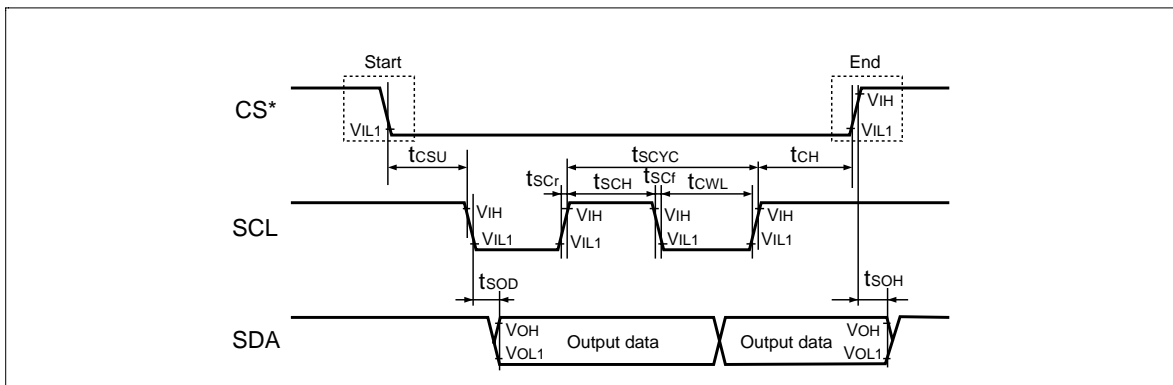 Start
End
CS*
VIH
VIL1
VIL1
tCSU
tSCYC
tCH
tSCr
tSCH
tSCf
tCWL
SCL
VIH
VIH
VIH
VIH
VIL1
VIL1
VIL1
VIL1
tSOD
tSOH
SDA
VOH
Output data
Output data
VOH
VOL1
VOL1